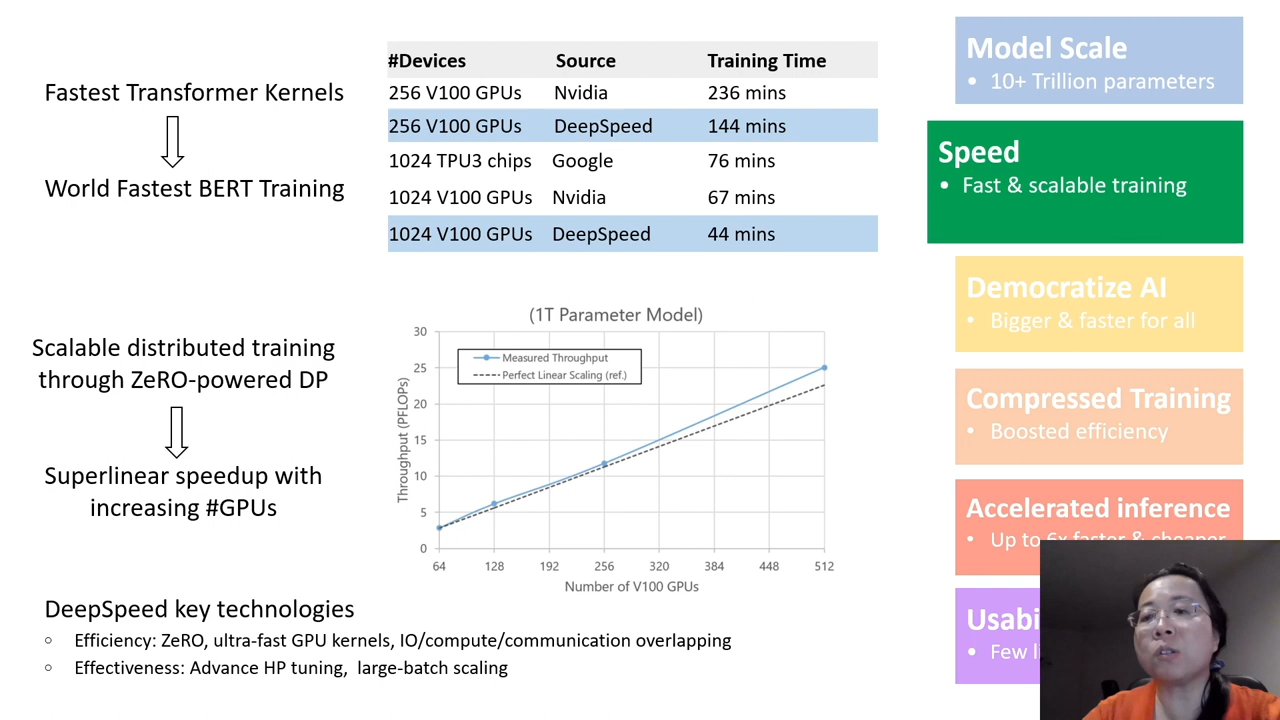 Fastest Transformer Kernels
World Fastest BERT Training
#Devices Source Training Time
256 V100 GPUs Nvidia 236 mins
256 V100 GPUs DeepSpeed 144 mins
1024 TPU3 chips Google 76 mins
1024 V100 GPUs Nvidia 67 mins
1024 V100 GPUs DeepSpeed 44 mins
Scalable distributed training
through ZeRO-powered DP
Superlinear speedup with
increasing #GPUs
(1T Parameter Model)
Measured Throughput
Perfect Linear Scaling (ref.)
Throughput (PFLOPs)
30
25
20
15
10
5
0
64 128 192 256 320 384 448 512
Number of V100 GPUs
DeepSpeed key technologies
○ Efficiency: ZeRO, ultra-fast GPU kernels, IO/compute/communication overlapping
○ Effectiveness: Advance HP tuning, large-batch scaling
Model Scale
• 10+ Trillion parameters
Speed
• Fast & scalable training
Democratize AI
• Bigger & faster for all
Compressed Training
• Boosted efficiency
Accelerated inference
• Up to 6x faster & cheaper
Usabi
• Few li